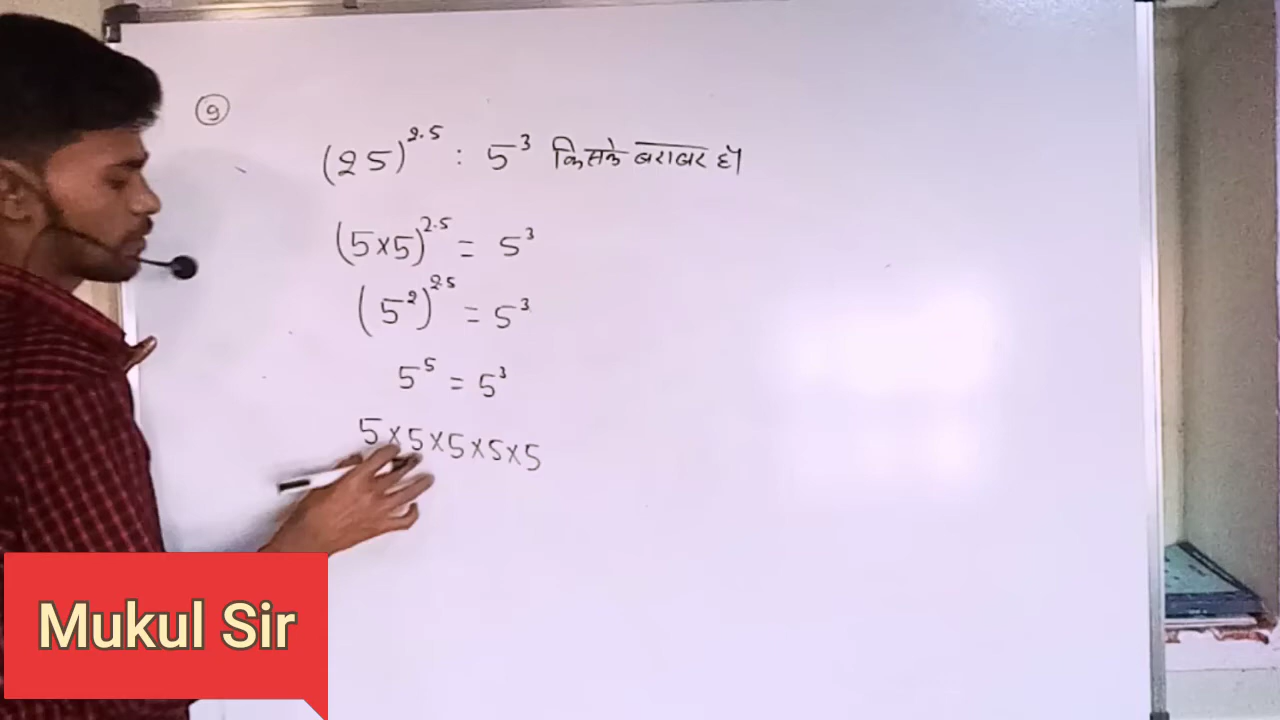 9
(25)^2.5 : 5^3 किसके बराबर है।
(5×5)^2.5 = 5^3
(5^2)^2.5 = 5^3
5^5 = 5^3
5×5×5×5×5
Mukul Sir